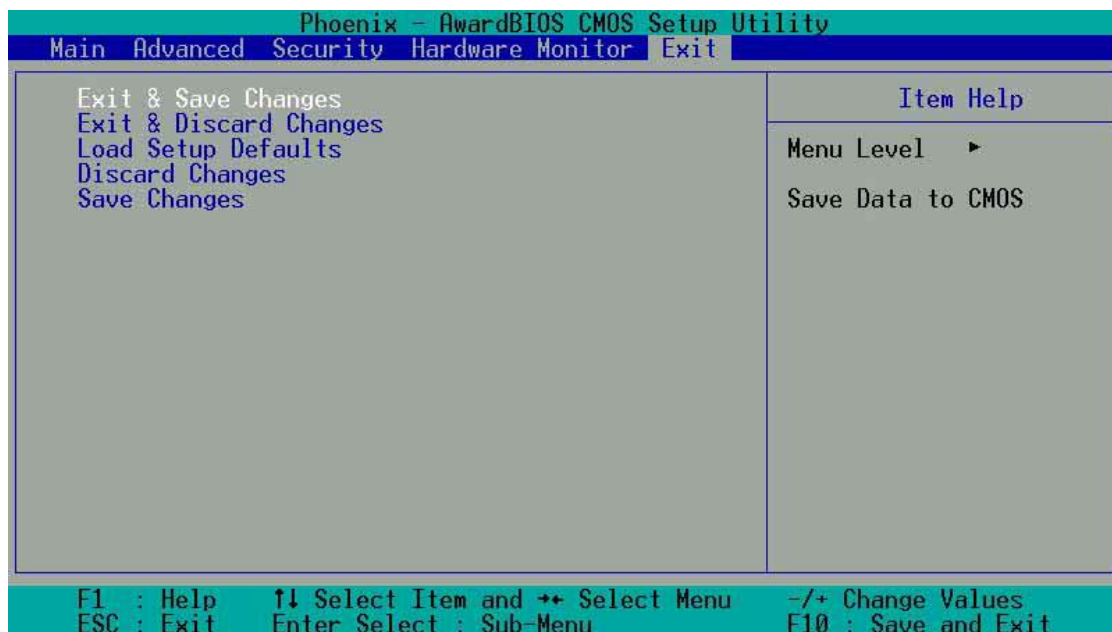 Phoenix - AwardBIOS CMOS Setup Utility
Main Advanced Security Hardware Monitor Exit
Exit & Save Changes
Exit & Discard Changes
Load Setup Defaults
Discard Changes
Save Changes
Item Help
Menu Level ►
Save Data to CMOS
F1 : Help ↑↓ Select Item and →← Select Menu -/+ Change Values
ESC : Exit Enter Select : Sub-Menu F10 : Save and Exit